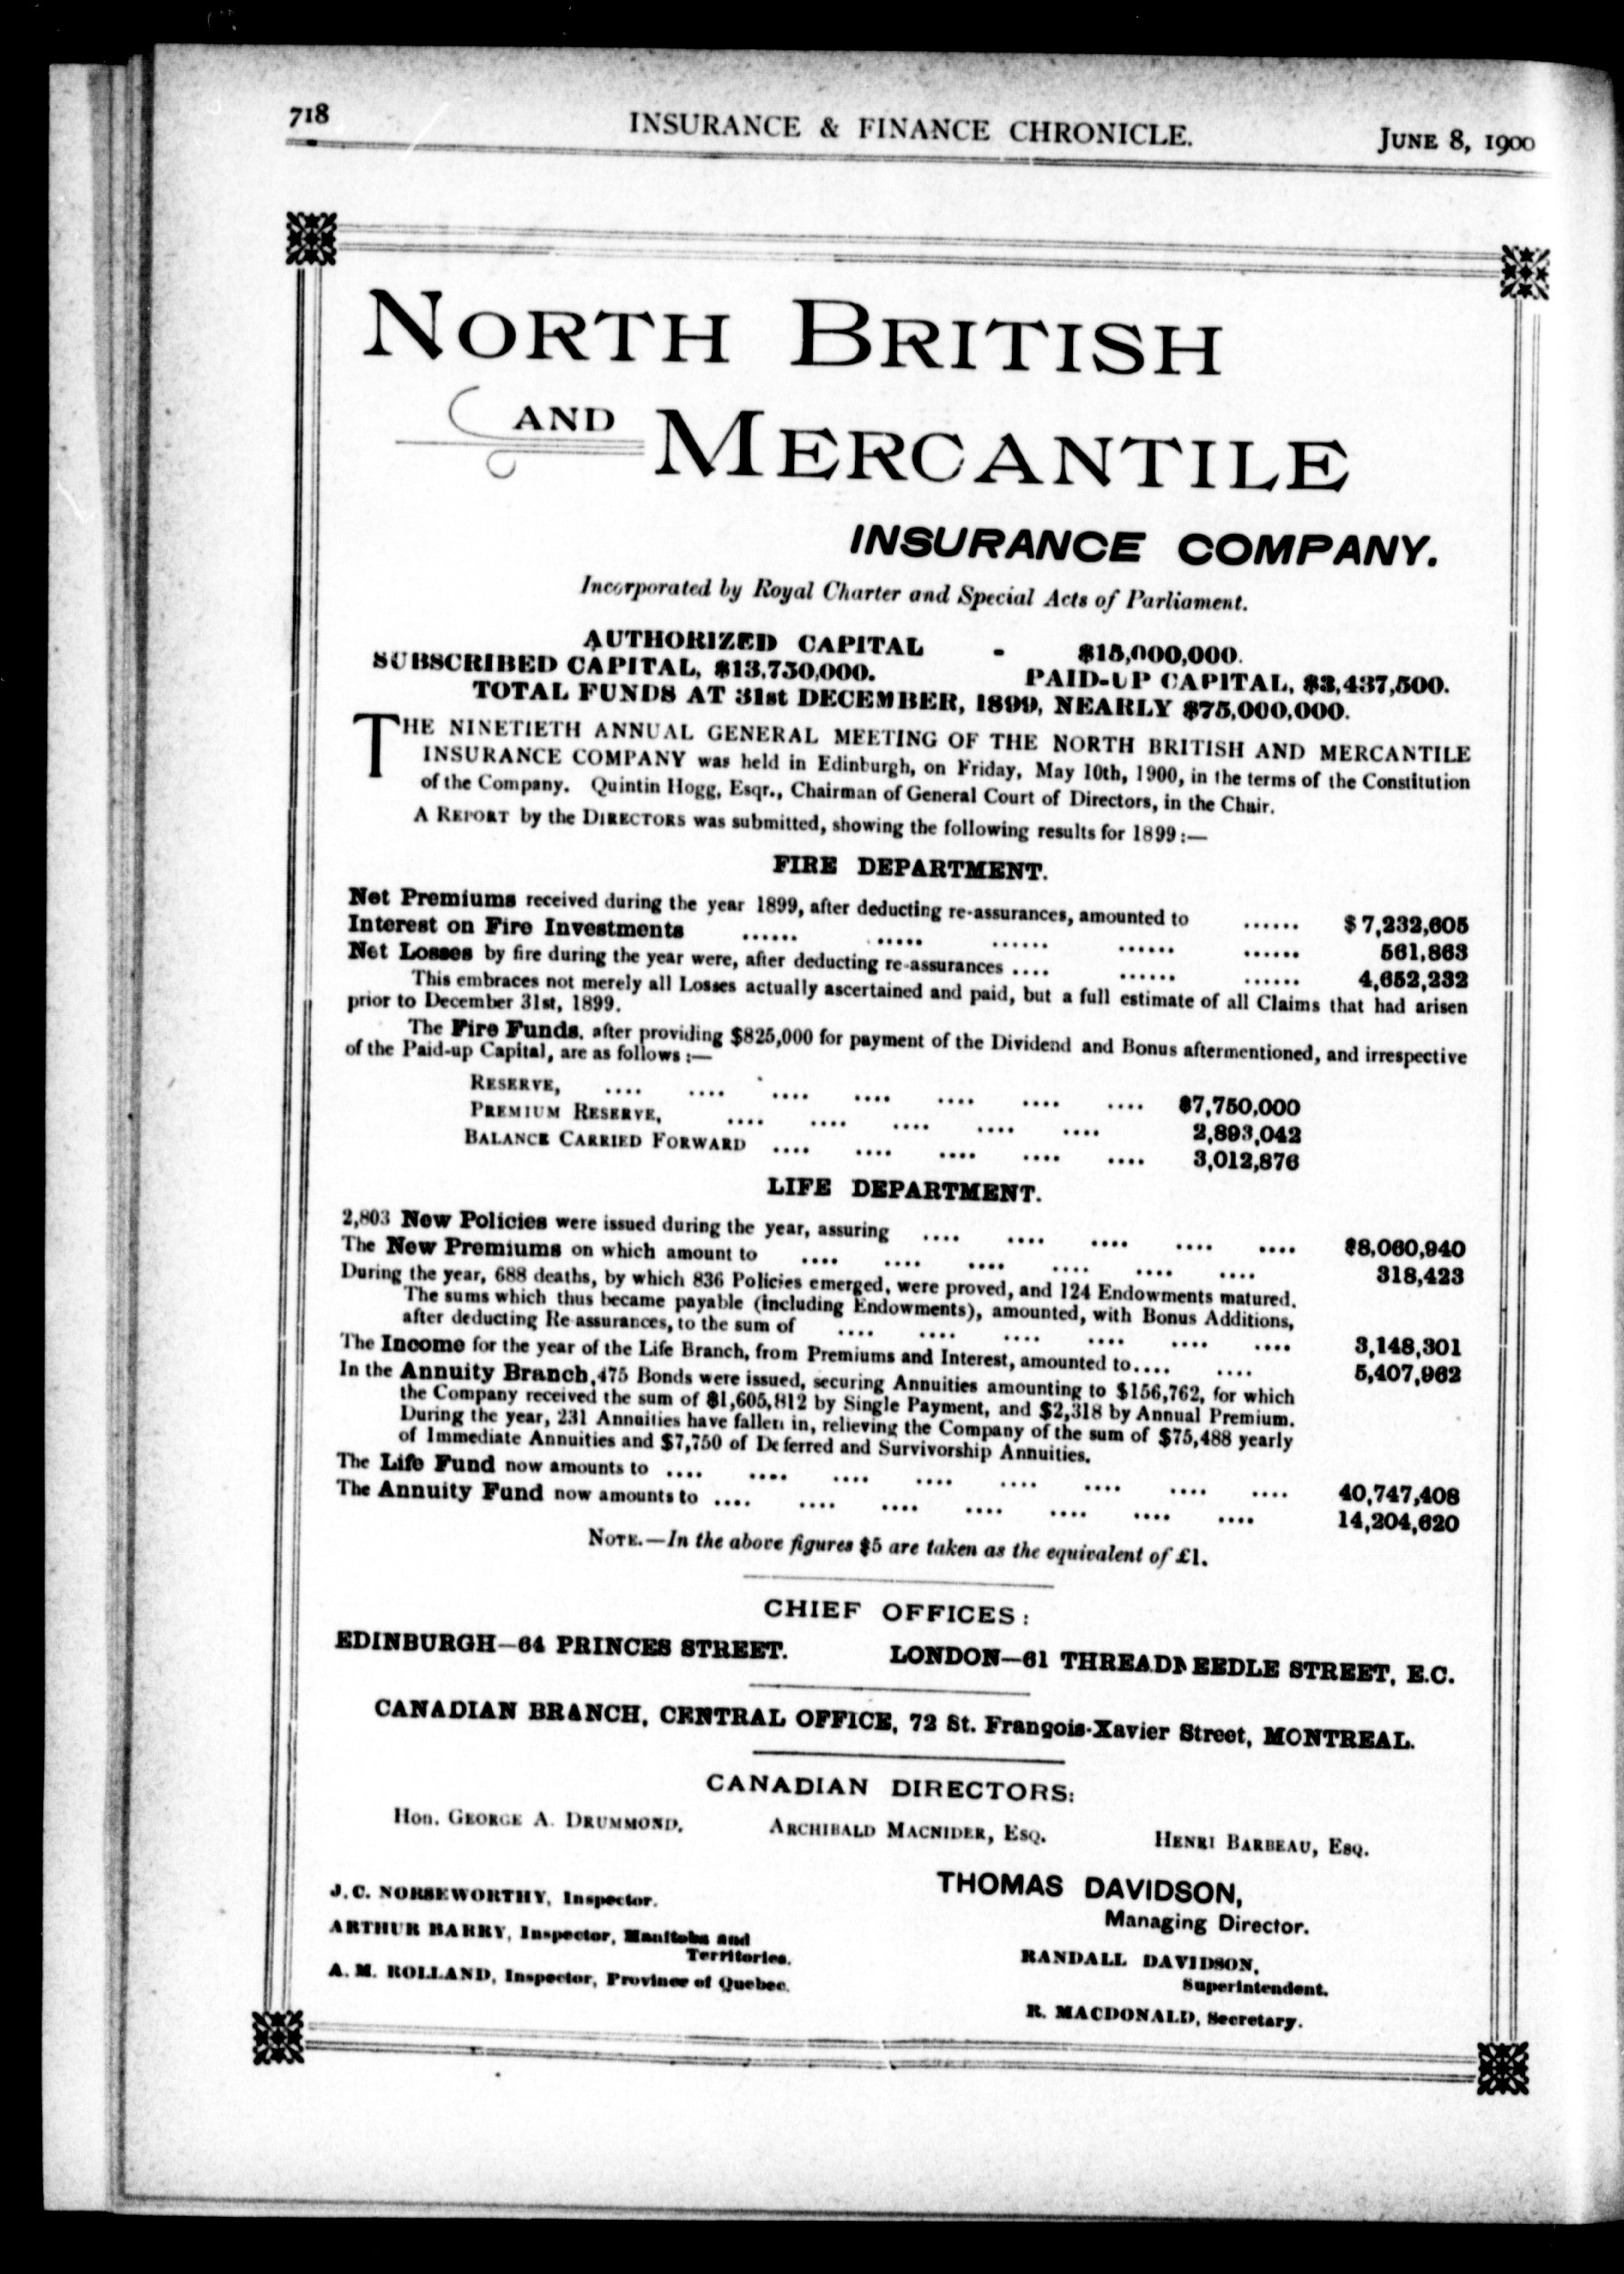 718 INSURANCE & FINANCE CHRONICLE. JUNE 8, 1900
NORTH BRITISH
AND MERCANTILE
INSURANCE COMPANY.
Incorporated by Royal Charter and Special Acts of Parliament.
AUTHORIZED CAPITAL - $15,000,000.
SUBSCRIBED CAPITAL, $13,750,000. PAID-UP CAPITAL, $3,437,500.
TOTAL FUNDS AT 31st DECEMBER, 1899, NEARLY $75,000,000.
THE NINETIETH ANNUAL GENERAL MEETING OF THE NORTH BRITISH AND MERCANTILE
INSURANCE COMPANY was held in Edinburgh, on Friday, May 10th, 1900, in the terms of the Constitution
of the Company. Quintin Hogg, Esqr., Chairman of General Court of Directors, in the Chair.
A REPORT by the DIRECTORS was submitted, showing the following results for 1899:—
FIRE DEPARTMENT.
Net Premiums received during the year 1899, after deducting re-assurances, amounted to ...... $7,232,605
Interest on Fire Investments ...... ..... ...... ...... ...... 561,863
Net Losses by fire during the year were, after deducting re-assurances .... ...... ...... 4,652,232
This embraces not merely all Losses actually ascertained and paid, but a full estimate of all Claims that had arisen
prior to December 31st, 1899.
The Fire Funds, after providing $825,000 for payment of the Dividend and Bonus aftermentioned, and irrespective
of the Paid-up Capital, are as follows:—
RESERVE, .... .... .... .... .... .... .... $7,750,000
PREMIUM RESERVE, .... .... .... .... .... 2,893,042
BALANCE CARRIED FORWARD .... .... .... .... .... 3,012,876
LIFE DEPARTMENT.
2,803 New Policies were issued during the year, assuring .... .... .... .... .... $8,060,940
The New Premiums on which amount to .... .... .... .... .... .... 318,423
During the year, 688 deaths, by which 836 Policies emerged, were proved, and 124 Endowments matured.
The sums which thus became payable (including Endowments), amounted, with Bonus Additions,
after deducting Re-assurances, to the sum of .... .... .... .... .... .... 3,148,301
The Income for the year of the Life Branch, from Premiums and Interest, amounted to.... .... 5,407,962
In the Annuity Branch, 475 Bonds were issued, securing Annuities amounting to $156,762, for which
the Company received the sum of $1,605,812 by Single Payment, and $2,318 by Annual Premium.
During the year, 231 Annuities have fallen in, relieving the Company of the sum of $75,488 yearly
of Immediate Annuities and $7,750 of Deferred and Survivorship Annuities.
The Life Fund now amounts to .... .... .... .... .... .... .... .... 40,747,408
The Annuity Fund now amounts to .... .... .... .... .... .... .... 14,204,620
NOTE.—In the above figures $5 are taken as the equivalent of £1.
CHIEF OFFICES:
EDINBURGH—64 PRINCES STREET. LONDON—61 THREADNEEDLE STREET, E.C.
CANADIAN BRANCH, CENTRAL OFFICE, 72 St. François-Xavier Street, MONTREAL.
CANADIAN DIRECTORS:
Hon. GEORGE A. DRUMMOND. ARCHIBALD MACNIDER, ESQ. HENRI BARBEAU, ESQ.
THOMAS DAVIDSON,
Managing Director.
J. C. NORSEWORTHY, Inspector.
ARTHUR BARRY, Inspector, Manitoba and
Territories.
A. M. ROLLAND, Inspector, Province of Quebec.
RANDALL DAVIDSON,
Superintendent.
R. MACDONALD, Secretary.